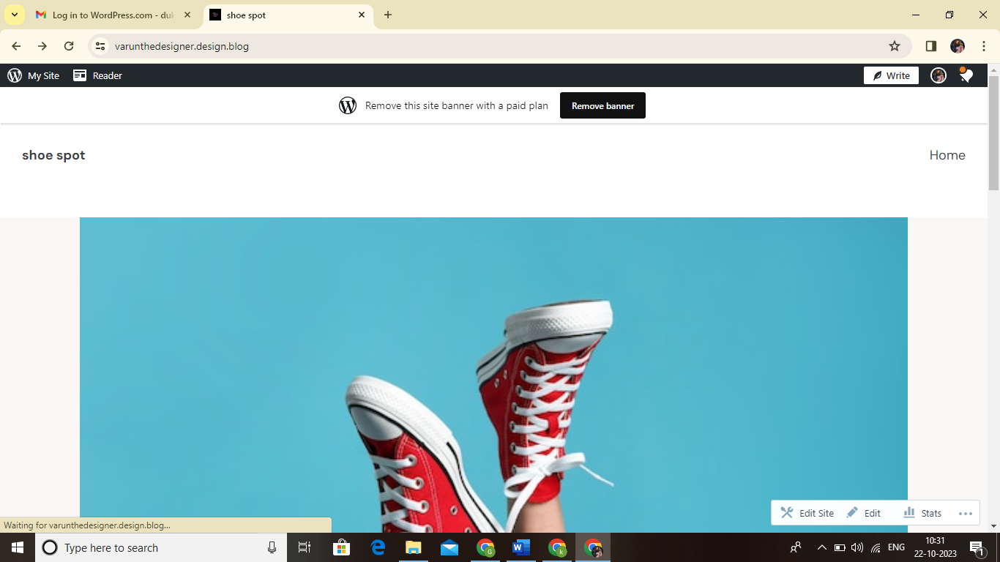 Log in to WordPress.com - duk
shoe spot
varunthedesigner.design.blog
My Site
Reader
Write
Remove this site banner with a paid plan
Remove banner
shoe spot
Home
Edit Site
Edit
Stats
Waiting for varunthedesigner.design.blog...
Type here to search
G
k
ENG
10:31
22-10-2023
1